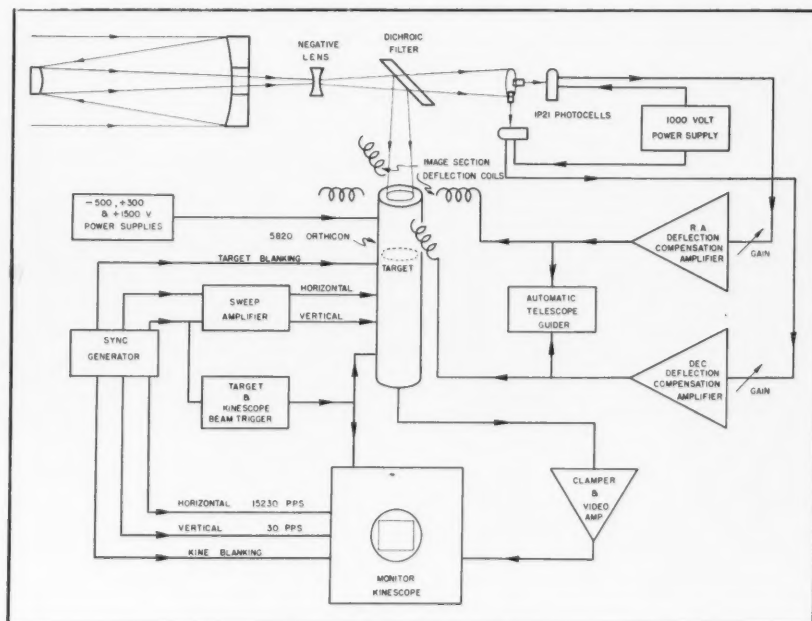 NEGATIVE
LENS
DICHROIC
FILTER
1P21 PHOTOCELLS
1000 VOLT
POWER SUPPLY
IMAGE SECTION
DEFLECTION COILS
-500, +300
& +1500 V
POWER SUPPLIES
5820 ORTHICON
TARGET BLANKING
TARGET
R A
DEFLECTION
COMPENSATION
AMPLIFIER
GAIN
HORIZONTAL
SWEEP
AMPLIFIER
VERTICAL
AUTOMATIC
TELESCOPE
GUIDER
SYNC
GENERATOR
DEC
DEFLECTION
COMPENSATION
AMPLIFIER
GAIN
TARGET
&
KINESCOPE
BEAM TRIGGER
CLAMPER
&
VIDEO
AMP
HORIZONTAL 15230 PPS
VERTICAL 30 PPS
KINE BLANKING
MONITOR
KINESCOPE